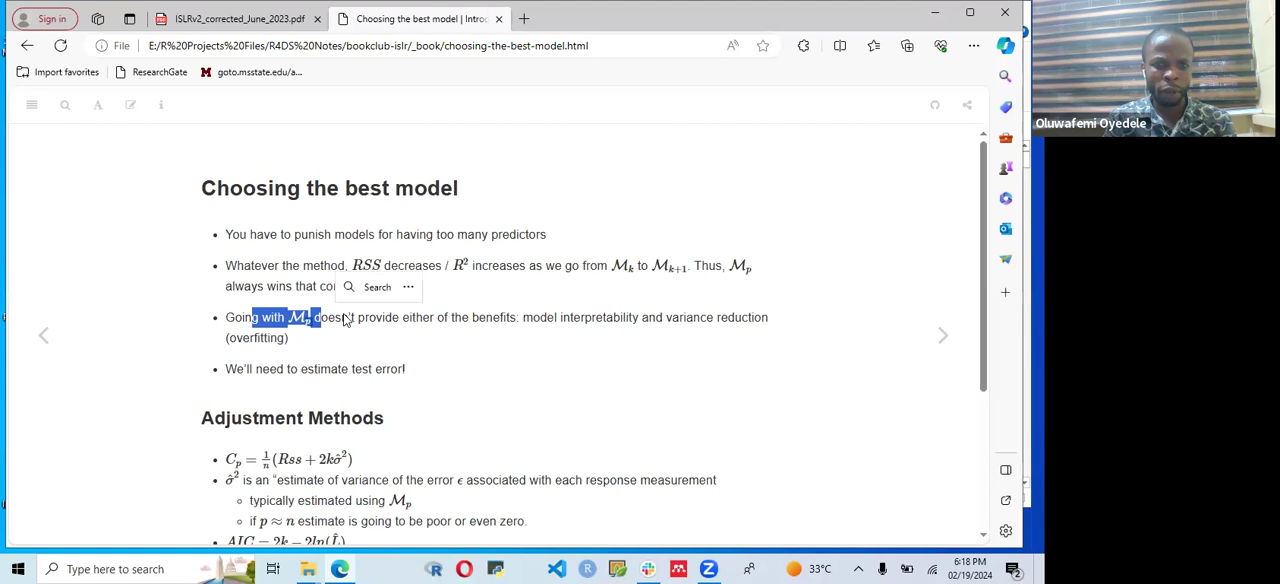 Sign in
ISLRv2_corrected_June_2023.pdf
Choosing the best model | Introd
File
E:/R%20Projects%20Files/R4DS%20Notes/bookclub-islr/_book/choosing-the-best-model.html
Import favorites
ResearchGate
goto.msstate.edu/a...
Oluwafemi Oyedele
Choosing the best model
• You have to punish models for having too many predictors
• Whatever the method, RSS decreases / R² increases as we go from Mₖ to Mₖ₊₁. Thus, Mₚ
always wins that co
Search
• Going with Mₚ doesn't provide either of the benefits: model interpretability and variance reduction
(overfitting)
• We'll need to estimate test error!
Adjustment Methods
• Cₚ = 1/n (Rss + 2kσ̂²)
• σ̂² is an “estimate of variance of the error ϵ associated with each response measurement
◦ typically estimated using Mₚ
◦ if p ≈ n estimate is going to be poor or even zero.
• AIC = 2k − 2ln(L̂)
Type here to search
33°C
6:18 PM
02/19/2024
2